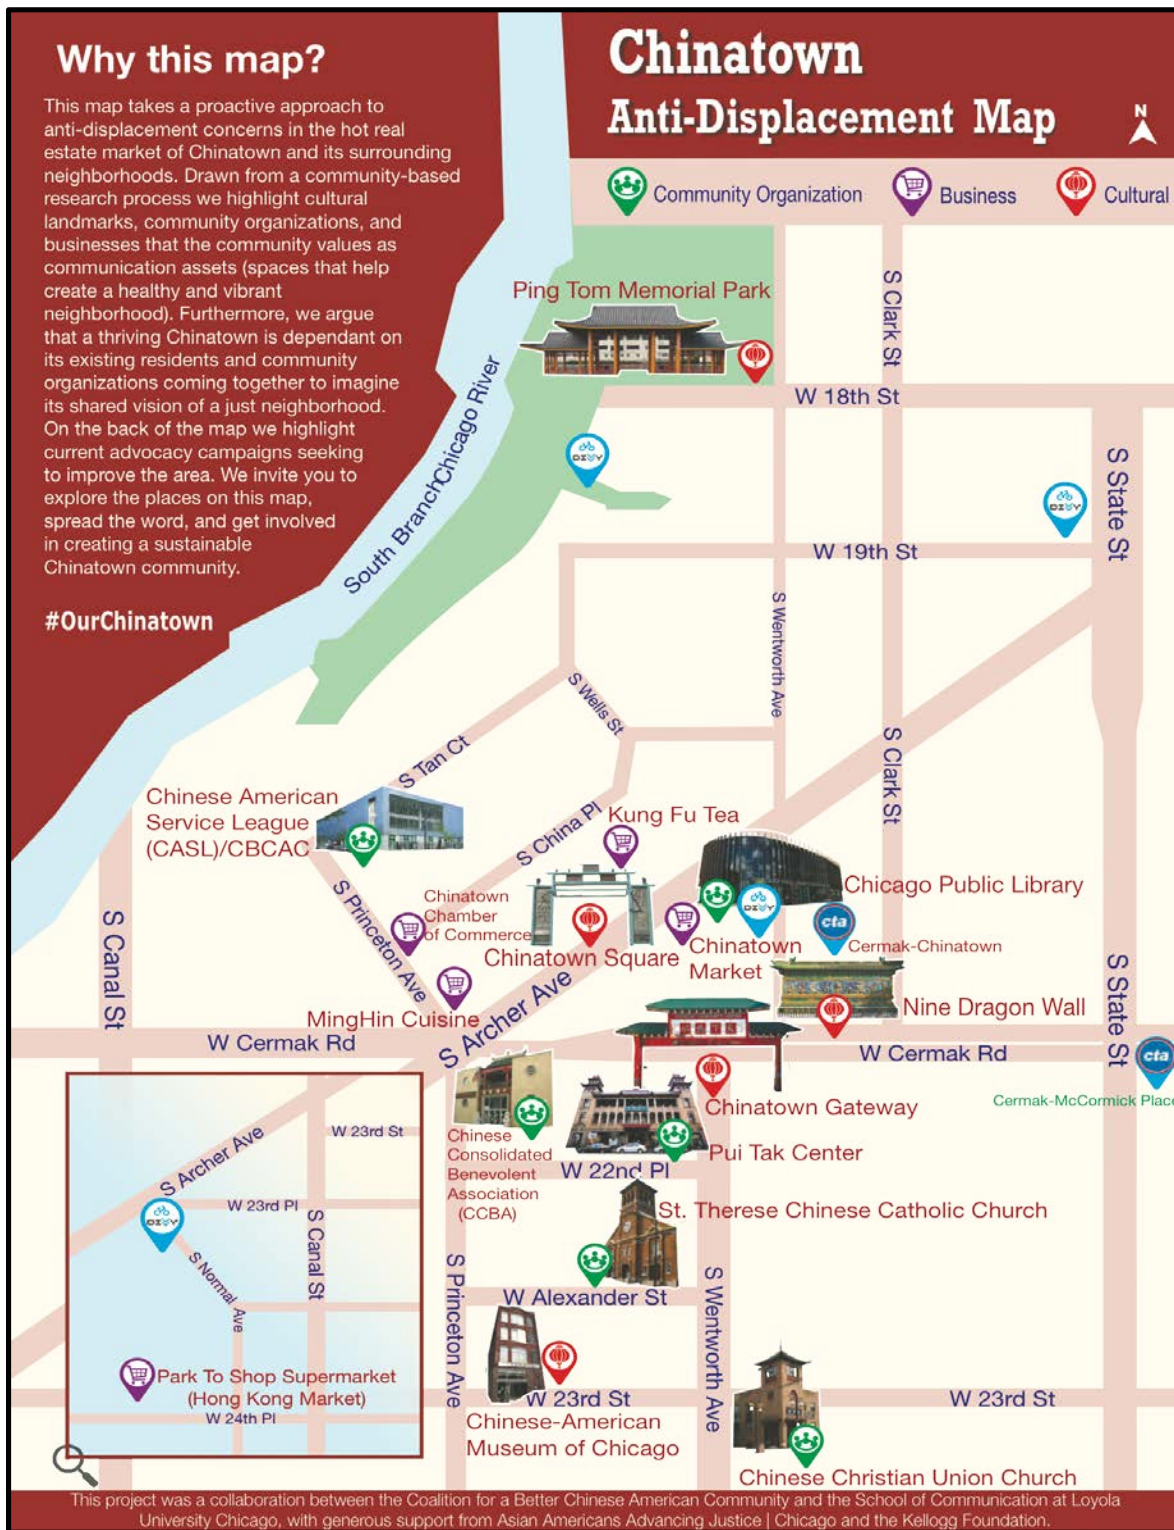 Why this map?
This map takes a proactive approach to
anti-displacement concerns in the hot real
estate market of Chinatown and its surrounding
neighborhoods. Drawn from a community-based
research process we highlight cultural
landmarks, community organizations, and
businesses that the community values as
communication assets (spaces that help
create a healthy and vibrant
neighborhood). Furthermore, we argue
that a thriving Chinatown is dependant on
its existing residents and community
organizations coming together to imagine
its shared vision of a just neighborhood.
On the back of the map we highlight
current advocacy campaigns seeking
to improve the area. We invite you to
explore the places on this map,
spread the word, and get involved
in creating a sustainable
Chinatown community.
#OurChinatown
Chinatown
Anti-Displacement Map
N
Community Organization
Business
Cultural
Ping Tom Memorial Park
S Clark St
W 18th St
South Branch Chicago River
DIVVY
S State St
DIVVY
W 19th St
S Wentworth Ave
S Wells St
S Tan Ct
S Clark St
Chinese American
Service League
(CASL)/CBCAC
S China Pl
Kung Fu Tea
Chicago Public Library
S Princeton Ave
Chinatown
Chamber
of Commerce
Chinatown Square
DIVVY
Chinatown
Market
cta
Cermak-Chinatown
S Canal St
S State St
MingHin Cuisine
S Archer Ave
Nine Dragon Wall
W Cermak Rd
W Cermak Rd
cta
Cermak-McCormick Place
Chinatown Gateway
Chinese
Consolidated
Benevolent
Association
(CCBA)
Pui Tak Center
W 22nd Pl
St. Therese Chinese Catholic Church
W Alexander St
S Princeton Ave
S Wentworth Ave
W 23rd St
W 23rd St
Chinese-American
Museum of Chicago
Chinese Christian Union Church
S Archer Ave
W 23rd St
W 23rd Pl
DIVVY
S Canal St
S Normal Ave
Park To Shop Supermarket
(Hong Kong Market)
W 24th Pl
This project was a collaboration between the Coalition for a Better Chinese American Community and the School of Communication at Loyola
University Chicago, with generous support from Asian Americans Advancing Justice | Chicago and the Kellogg Foundation.